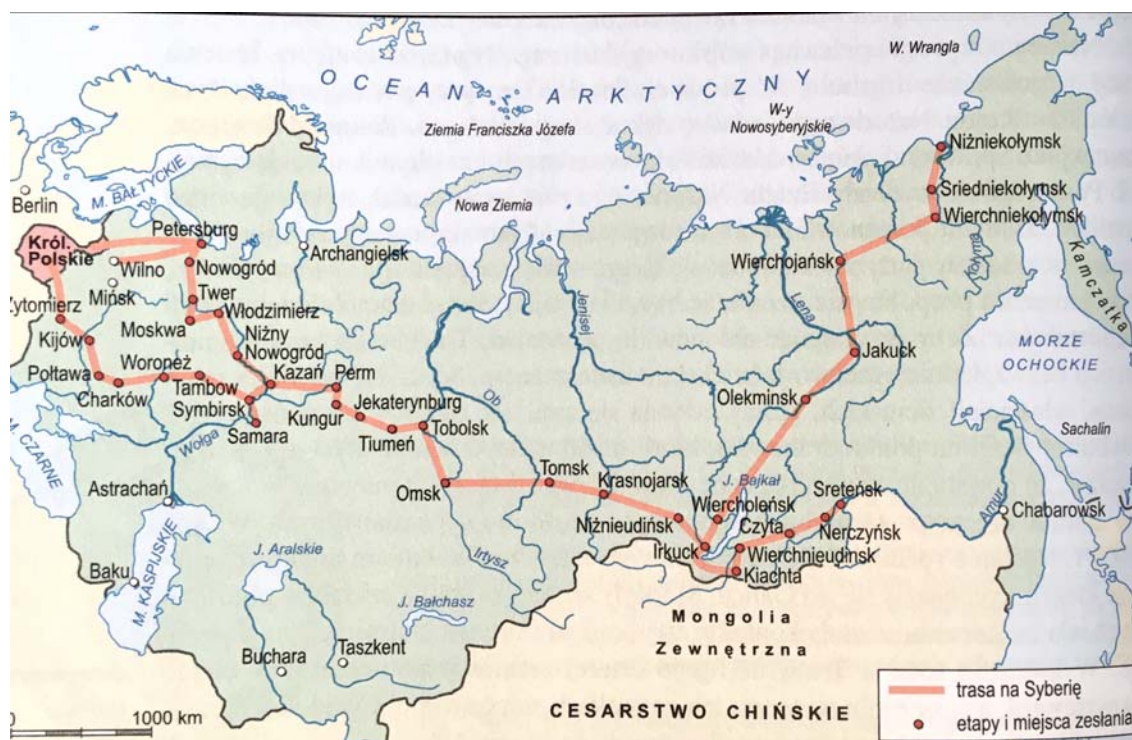 W. Wrangla
OCEAN ARKTYCZNY
Ziemia Franciszka Józefa
W-y
Nowosyberyjskie
Niżniekołymsk
M. BAŁTYCKIE
Berlin
Nowa Ziemia
Sriedniekołymsk
Wierchniekołymsk
Petersburg
Archangielsk
Król.
Polskie
Wilno
Nowogród
Wierchojańsk
Kołyma
Kamczatka
Mińsk
Twer
Włodzimierz
Jenisej
Lena
Żytomierz
Moskwa
Niżny
Nowogród
MORZE
OCHOCKIE
Kijów
Jakuck
Połtawa
Woroneż
Kazań
Perm
Ob
Olekmińsk
Charków
Tambow
Jekaterynburg
Symbirsk
Kungur
Tobolsk
Samara
Tiumeń
Sachalin
M. CZARNE
Wołga
Omsk
Tomsk
Krasnojarsk
J. Bajkał
Wiercholeńsk
Sreteńsk
Amur
Astrachań
Niżnieudińsk
Czyta
Nerczyńsk
Chabarowsk
Irkuck
Wierchnieudinsk
J. Aralskie
Irtysz
Kiachta
Baku
M. KASPIJSKIE
J. Bałchasz
Mongolia
Zewnętrzna
Buchara
Taszkent
0 1000 km
CESARSTWO CHIŃSKIE
trasa na Syberię
etapy i miejsca zesłania